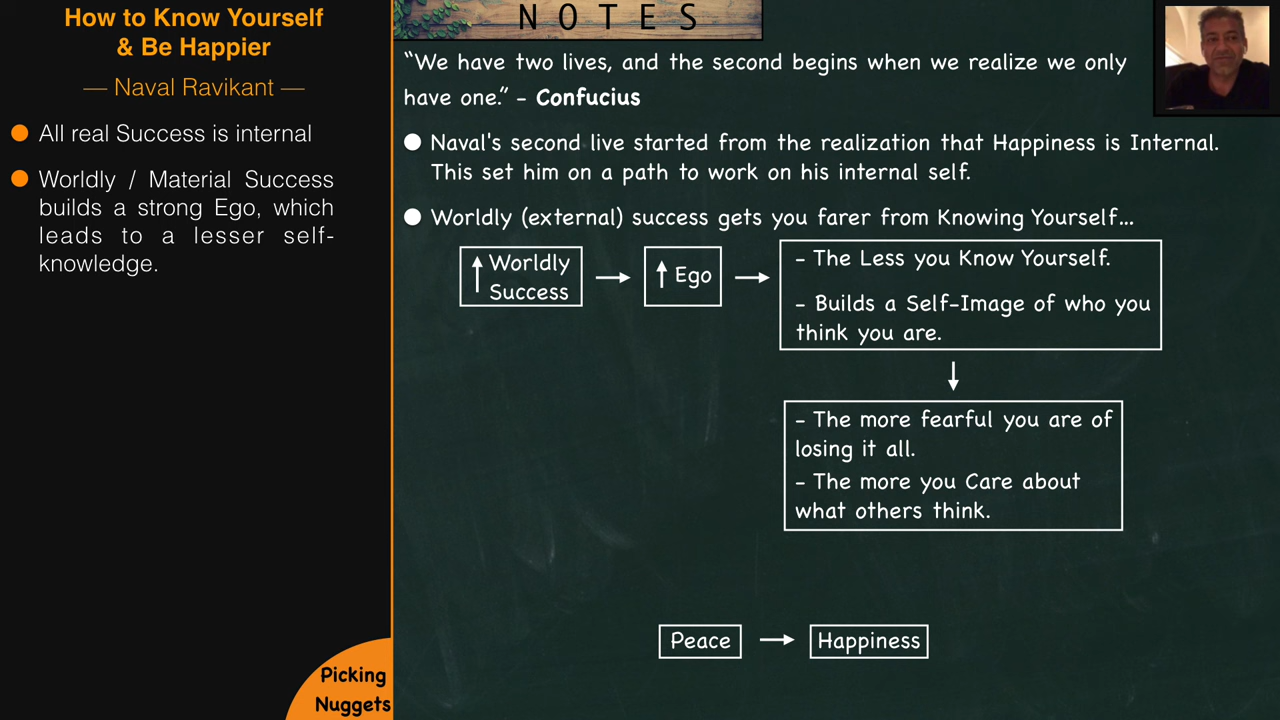 How to Know Yourself
& Be Happier
— Naval Ravikant —
All real Success is internal
Worldly / Material Success
builds a strong Ego, which
leads to a lesser self-
knowledge.
Picking
Nuggets
NOTES
“We have two lives, and the second begins when we realize we only
have one.” - Confucius
Naval's second live started from the realization that Happiness is Internal.
This set him on a path to work on his internal self.
Worldly (external) success gets you farer from Knowing Yourself...
↑ Worldly
Success
→
↑ Ego
→
- The Less you Know Yourself.
- Builds a Self-Image of who you
think you are.
↓
- The more fearful you are of
losing it all.
- The more you Care about
what others think.
Peace → Happiness